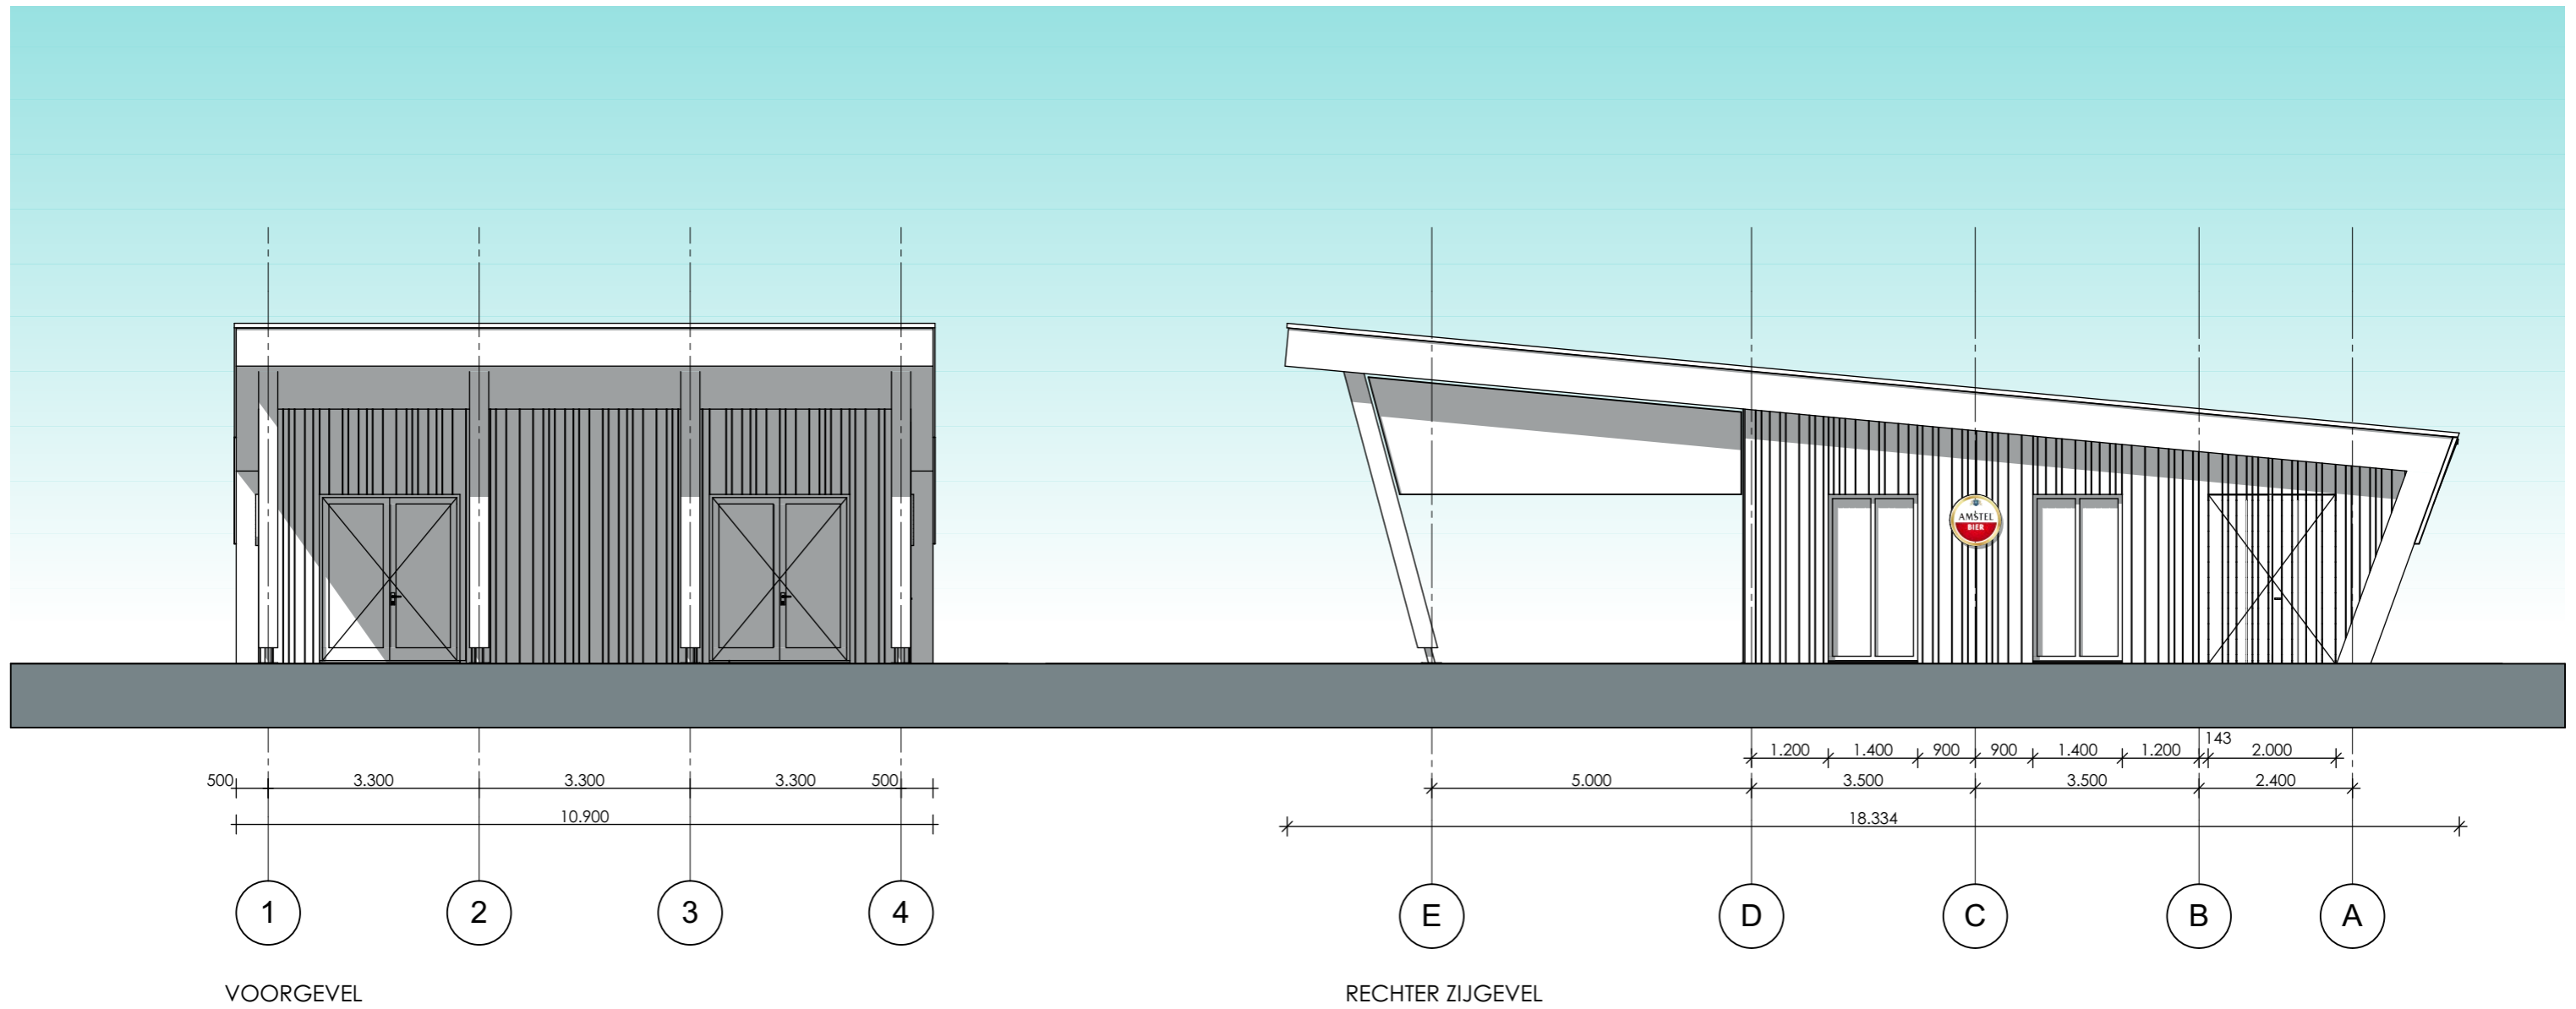 AMSTEL
BIER
143
1.200 1.400 900 900 1.400 1.200 2.000
500 3.300 3.300 3.300 500 5.000 3.500 3.500 2.400
10.900 18.334
1 2 3 4 E D C B A
VOORGEVEL RECHTER ZIJGEVEL